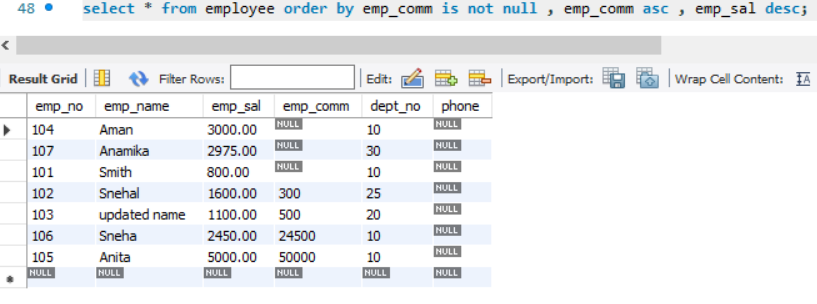 48 select * from employee order by emp_comm is not null , emp_comm asc , emp_sal desc;
Result Grid Filter Rows: Edit: Export/Import: Wrap Cell Content: IA
emp_no emp_name emp_sal emp_comm dept_no phone
104 Aman 3000.00 NULL 10 NULL
107 Anamika 2975.00 NULL 30 NULL
101 Smith 800.00 NULL 10 NULL
102 Snehal 1600.00 300 25 NULL
103 updated name 1100.00 500 20 NULL
106 Sneha 2450.00 24500 10 NULL
105 Anita 5000.00 50000 10 NULL
NULL NULL NULL NULL NULL NULL